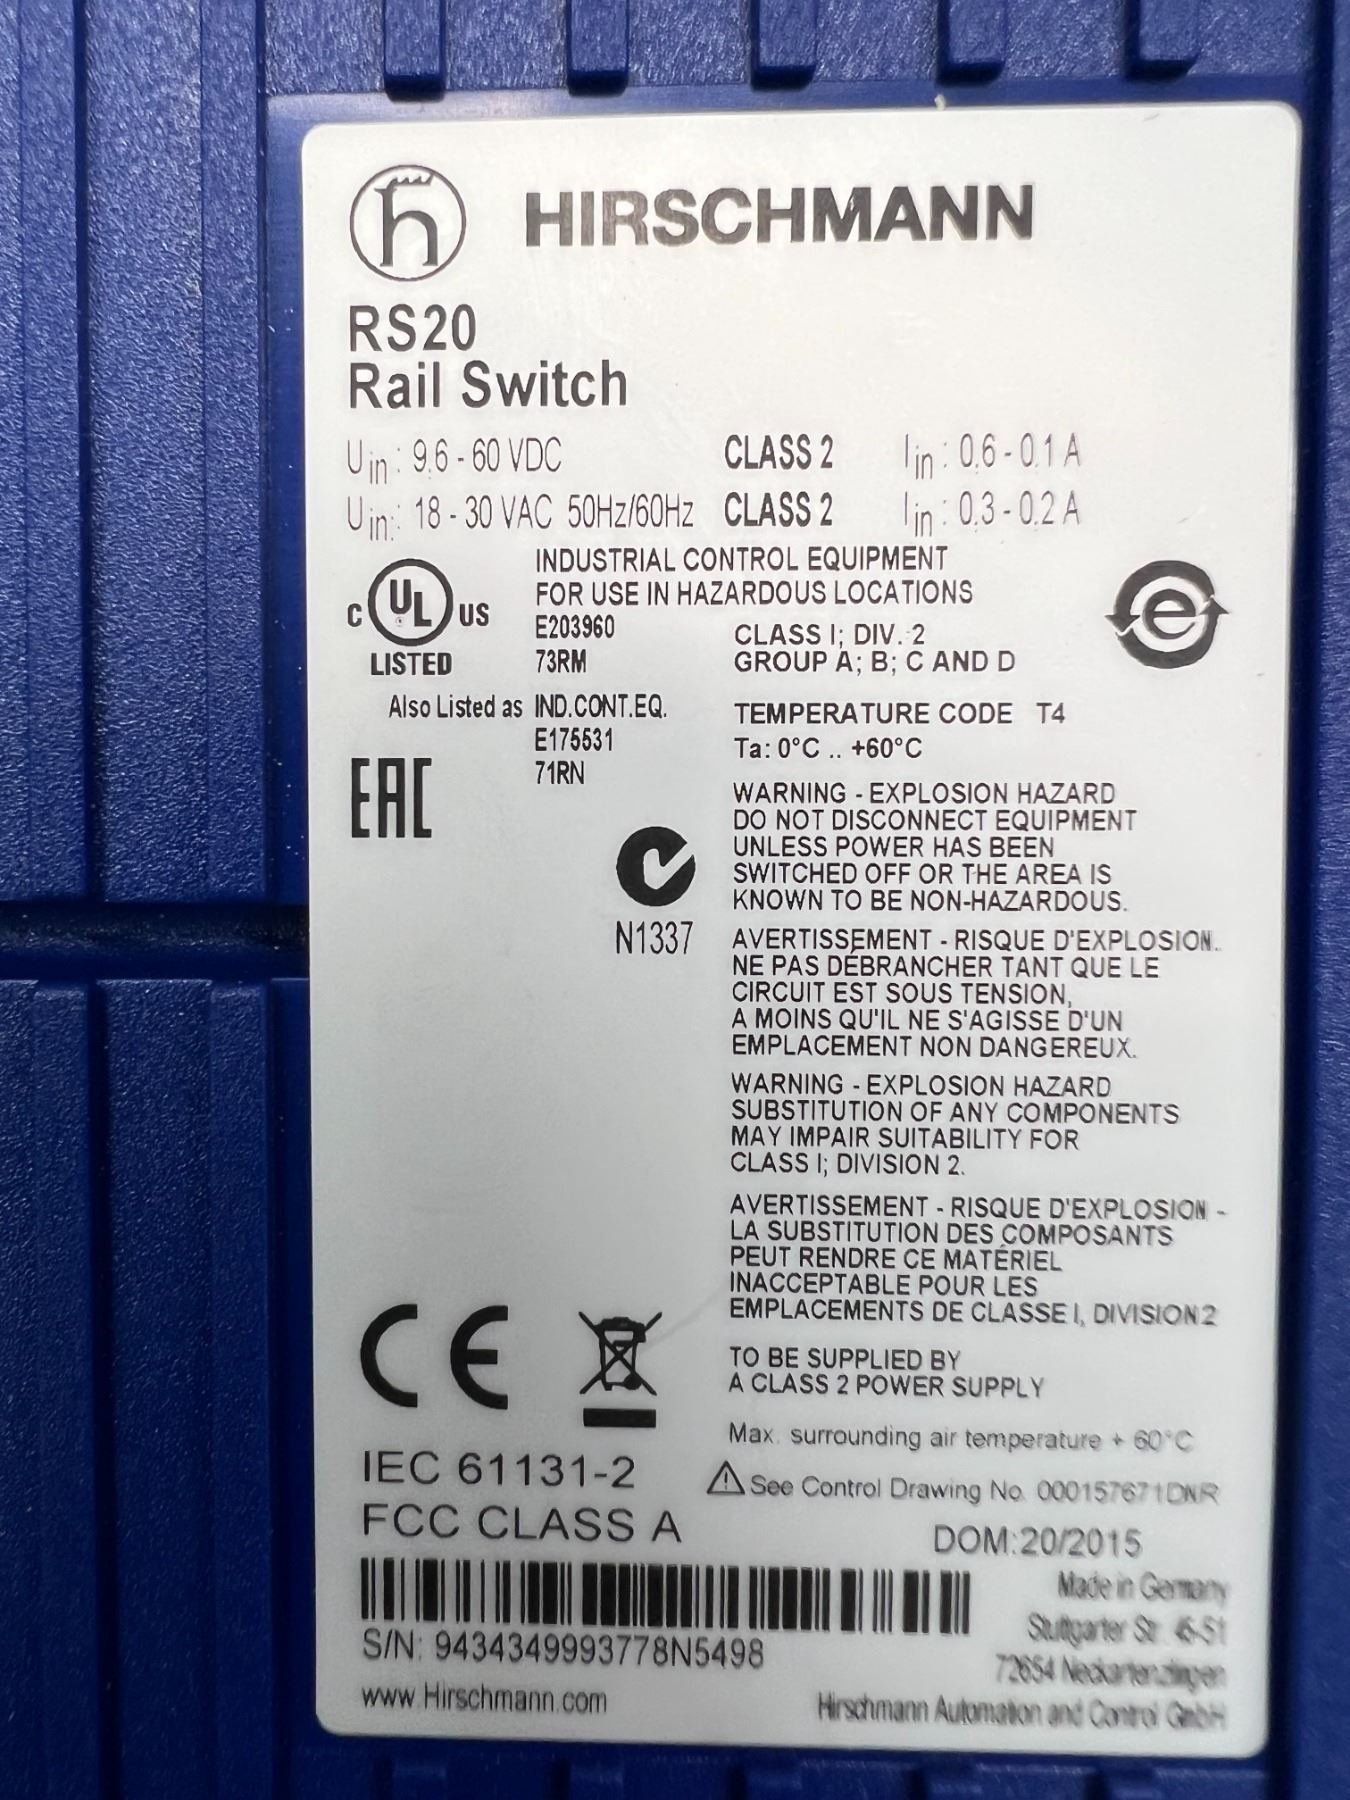 HIRSCHMANN
RS20
Rail Switch
Uin: 9.6 - 60 VDC CLASS 2 Iin: 0.6 - 0.1 A
Uin: 18 - 30 VAC 50Hz/60Hz CLASS 2 Iin: 0.3 - 0.2 A
INDUSTRIAL CONTROL EQUIPMENT
FOR USE IN HAZARDOUS LOCATIONS
C UL US
LISTED
E203960
73RM
CLASS I; DIV. 2
GROUP A; B; C AND D
e
Also Listed as IND.CONT.EQ.
E175531
71RN
TEMPERATURE CODE T4
Ta: 0°C .. +60°C
EAC
N1337
WARNING - EXPLOSION HAZARD
DO NOT DISCONNECT EQUIPMENT
UNLESS POWER HAS BEEN
SWITCHED OFF OR THE AREA IS
KNOWN TO BE NON-HAZARDOUS.
AVERTISSEMENT - RISQUE D'EXPLOSION.
NE PAS DÉBRANCHER TANT QUE LE
CIRCUIT EST SOUS TENSION,
A MOINS QU'IL NE S'AGISSE D'UN
EMPLACEMENT NON DANGEREUX.
WARNING - EXPLOSION HAZARD
SUBSTITUTION OF ANY COMPONENTS
MAY IMPAIR SUITABILITY FOR
CLASS I; DIVISION 2.
AVERTISSEMENT - RISQUE D'EXPLOSION -
LA SUBSTITUTION DES COMPOSANTS
PEUT RENDRE CE MATÉRIEL
INACCEPTABLE POUR LES
EMPLACEMENTS DE CLASSE I, DIVISION 2
TO BE SUPPLIED BY
A CLASS 2 POWER SUPPLY
CE
Max. surrounding air temperature + 60°C
See Control Drawing No. 000157671DNR
IEC 61131-2
FCC CLASS A
DOM:20/2015
Made in Germany
Stuttgarter Str. 45-51
72654 Neckartenzlingen
Hirschmann Automation and Control GmbH
S/N: 9434349993778N5498
www.Hirschmann.com